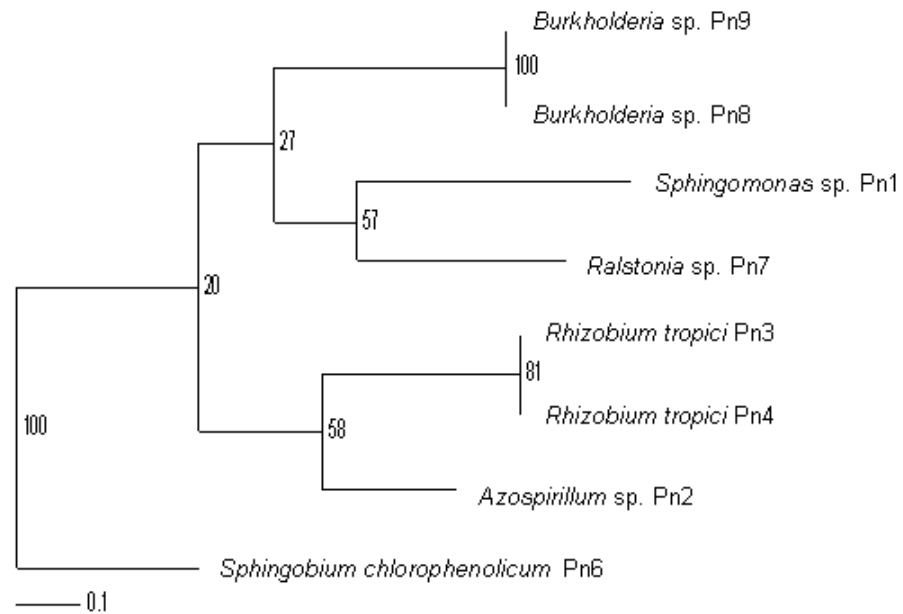 Burkholderia sp. Pn9
100
Burkholderia sp. Pn8
27
Sphingomonas sp. Pn1
57
Ralstonia sp. Pn7
20
Rhizobium tropici Pn3
81
Rhizobium tropici Pn4
100
58
Azospirillum sp. Pn2
Sphingobium chlorophenolicum Pn6
0.1